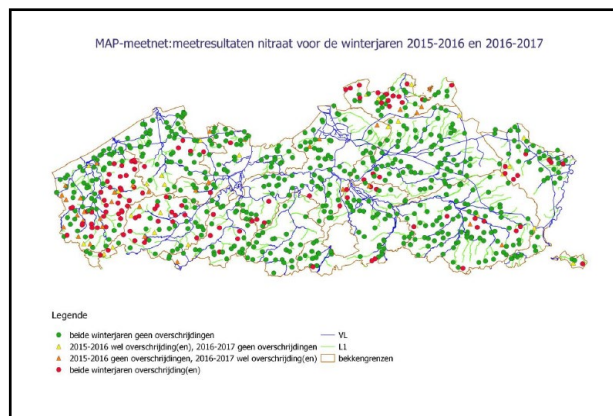 MAP-meetnet:meetresultaten nitraat voor de winterjaren 2015-2016 en 2016-2017
Legende
beide winterjaren geen overschrijdingen
2015-2016 wel overschrijding(en), 2016-2017 geen overschrijdingen
2015-2016 geen overschrijdingen, 2016-2017 wel overschrijding(en)
beide winterjaren overschrijding(en)
VL
L1
bekkengrenzen